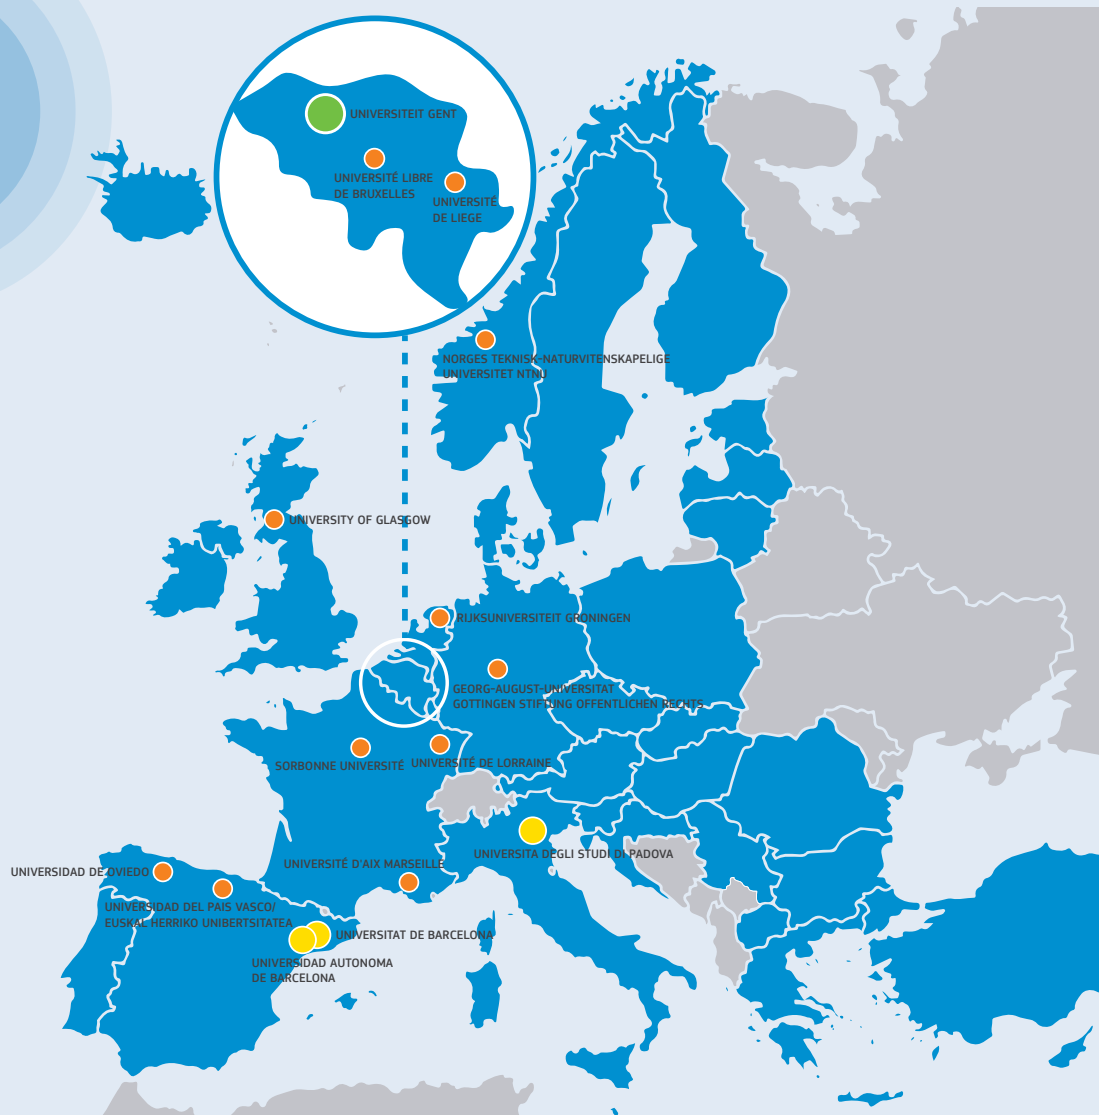 UNIVERSITEIT GENT
UNIVERSITÉ LIBRE
DE BRUXELLES
UNIVERSITÉ
DE LIEGE
NORGES TEKNISK-NATURVITENSKAPELIGE
UNIVERSITET NTNU
UNIVERSITY OF GLASGOW
RIJKSUNIVERSITEIT GRONINGEN
GEORG-AUGUST-UNIVERSITAT
GOTTINGEN STIFTUNG OFFENTLICHEN RECHTS
SORBONNE UNIVERSITÉ
UNIVERSITÉ DE LORRAINE
UNIVERSITA DEGLI STUDI DI PADOVA
UNIVERSITÉ D'AIX MARSEILLE
UNIVERSIDAD DE OVIEDO
UNIVERSIDAD DEL PAIS VASCO/
EUSKAL HERRIKO UNIBERTSITATEA
UNIVERSITAT DE BARCELONA
UNIVERSIDAD AUTONOMA
DE BARCELONA